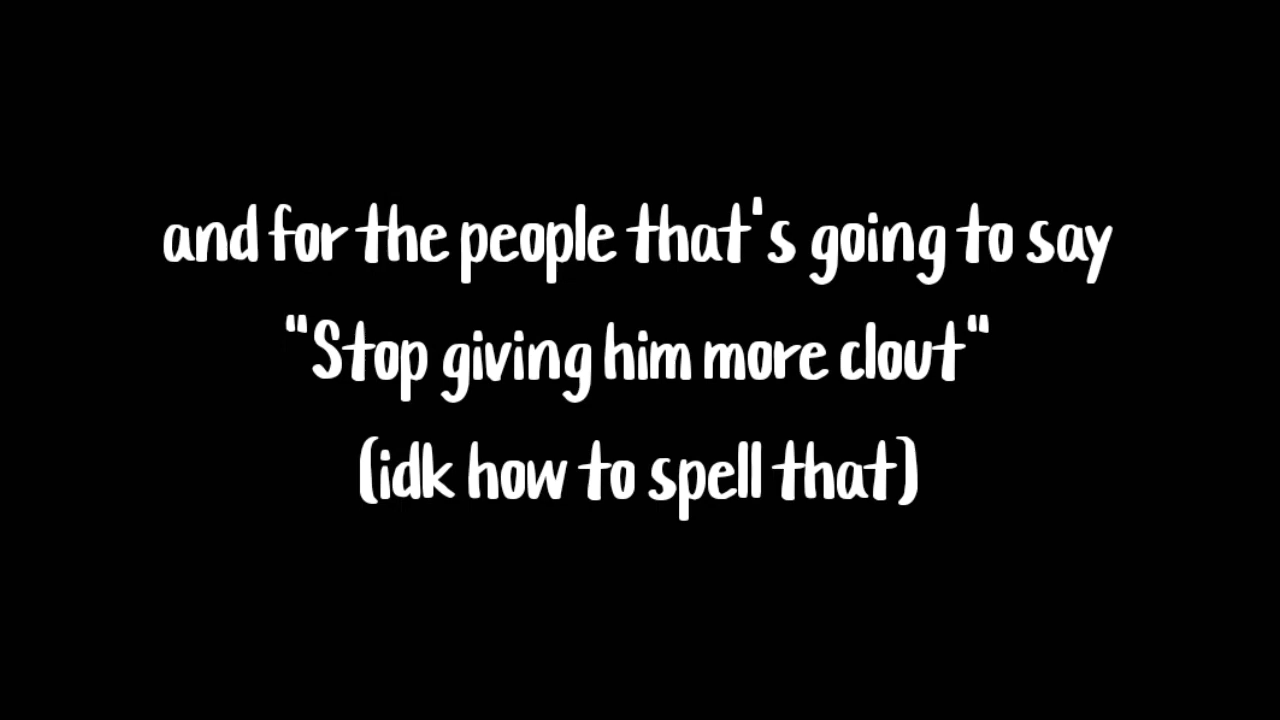 and for the people that's going to say
"Stop giving him more clout"
(idk how to spell that)